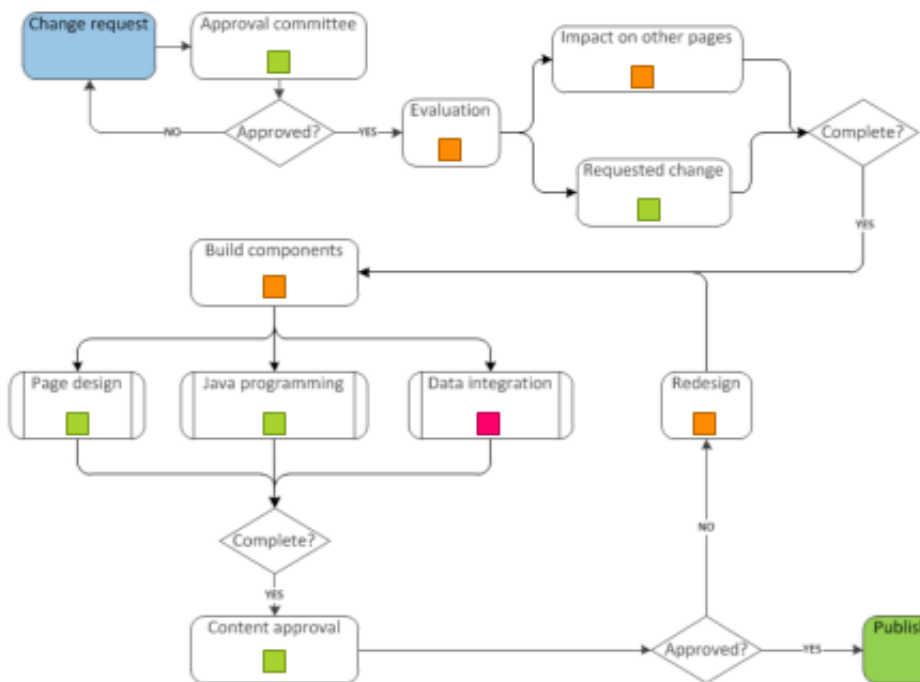 Change request
Approval committee
Impact on other pages
Approved?
NO
YES
Evaluation
Complete?
Requested change
YES
Build components
Page design
Java programming
Data integration
Redesign
NO
Complete?
YES
Content approval
Approved?
YES
Publish